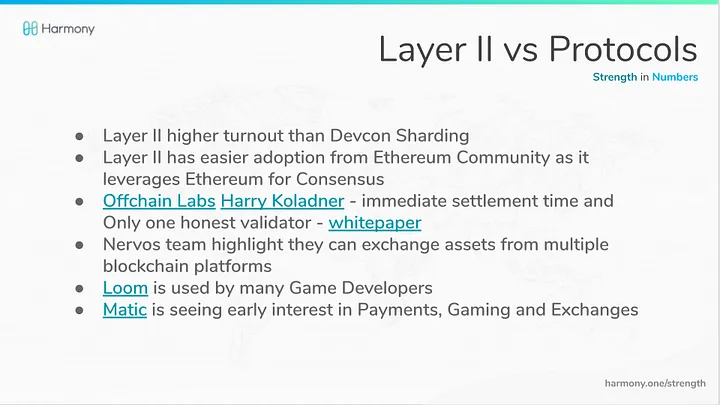 Harmony
Layer II vs Protocols
Strength in Numbers
● Layer II higher turnout than Devcon Sharding
● Layer II has easier adoption from Ethereum Community as it
leverages Ethereum for Consensus
● Offchain Labs Harry Koladner - immediate settlement time and
Only one honest validator - whitepaper
● Nervos team highlight they can exchange assets from multiple
blockchain platforms
● Loom is used by many Game Developers
● Matic is seeing early interest in Payments, Gaming and Exchanges
harmony.one/strength